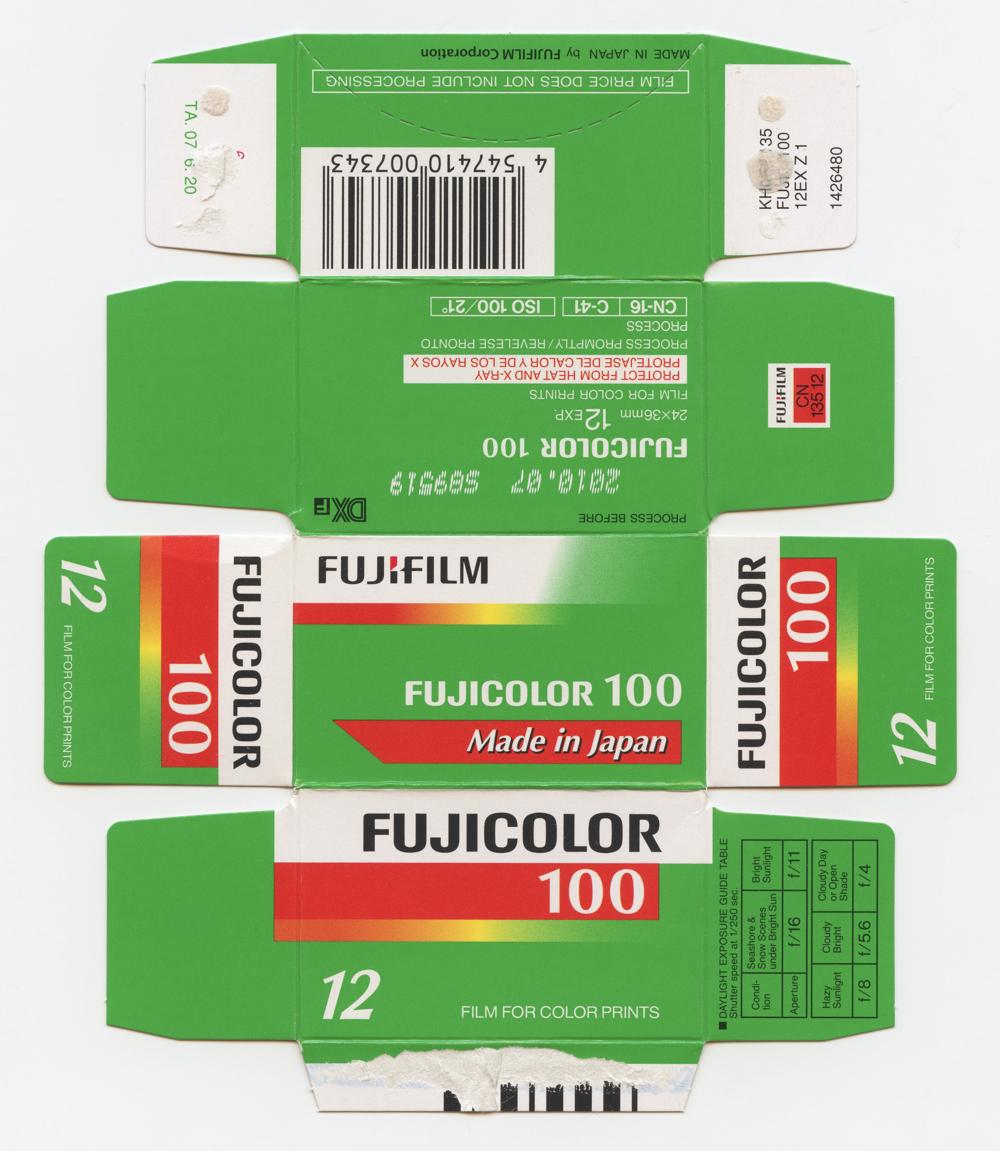 MADE IN JAPAN by FUJIFILM Corporation
FILM PRICE DOES NOT INCLUDE PROCESSING
4 547410 007343
TA. 07 6. 20
135
100
12EX Z 1
1426480
PROCESS BEFORE
DX
2010.07 S89519
FUJICOLOR 100
24×36mm 12 EXP.
FILM FOR COLOR PRINTS
PROTECT FROM HEAT AND X-RAY
PROTEJASE DEL CALOR Y DE LOS RAYOS X
PROCESS PROMPTLY / REVELESE PRONTO
PROCESS
CN-16 C-41 ISO 100/21°
FUJIFILM
CN
135 12
FUJICOLOR
100
12
FILM FOR COLOR PRINTS
FUJIFILM
FUJICOLOR 100
Made in Japan
FUJICOLOR
100
12
FILM FOR COLOR PRINTS
FUJICOLOR
100
12
FILM FOR COLOR PRINTS
■ DAYLIGHT EXPOSURE GUIDE TABLE
Shutter speed at 1/250 sec.
Condi-tion Seashore & Snow Scenes under Bright Sun Bright Sunlight
Aperture f/16 f/11
Hazy Sunlight Cloudy Bright Cloudy Day or Open Shade
f/8 f/5.6 f/4